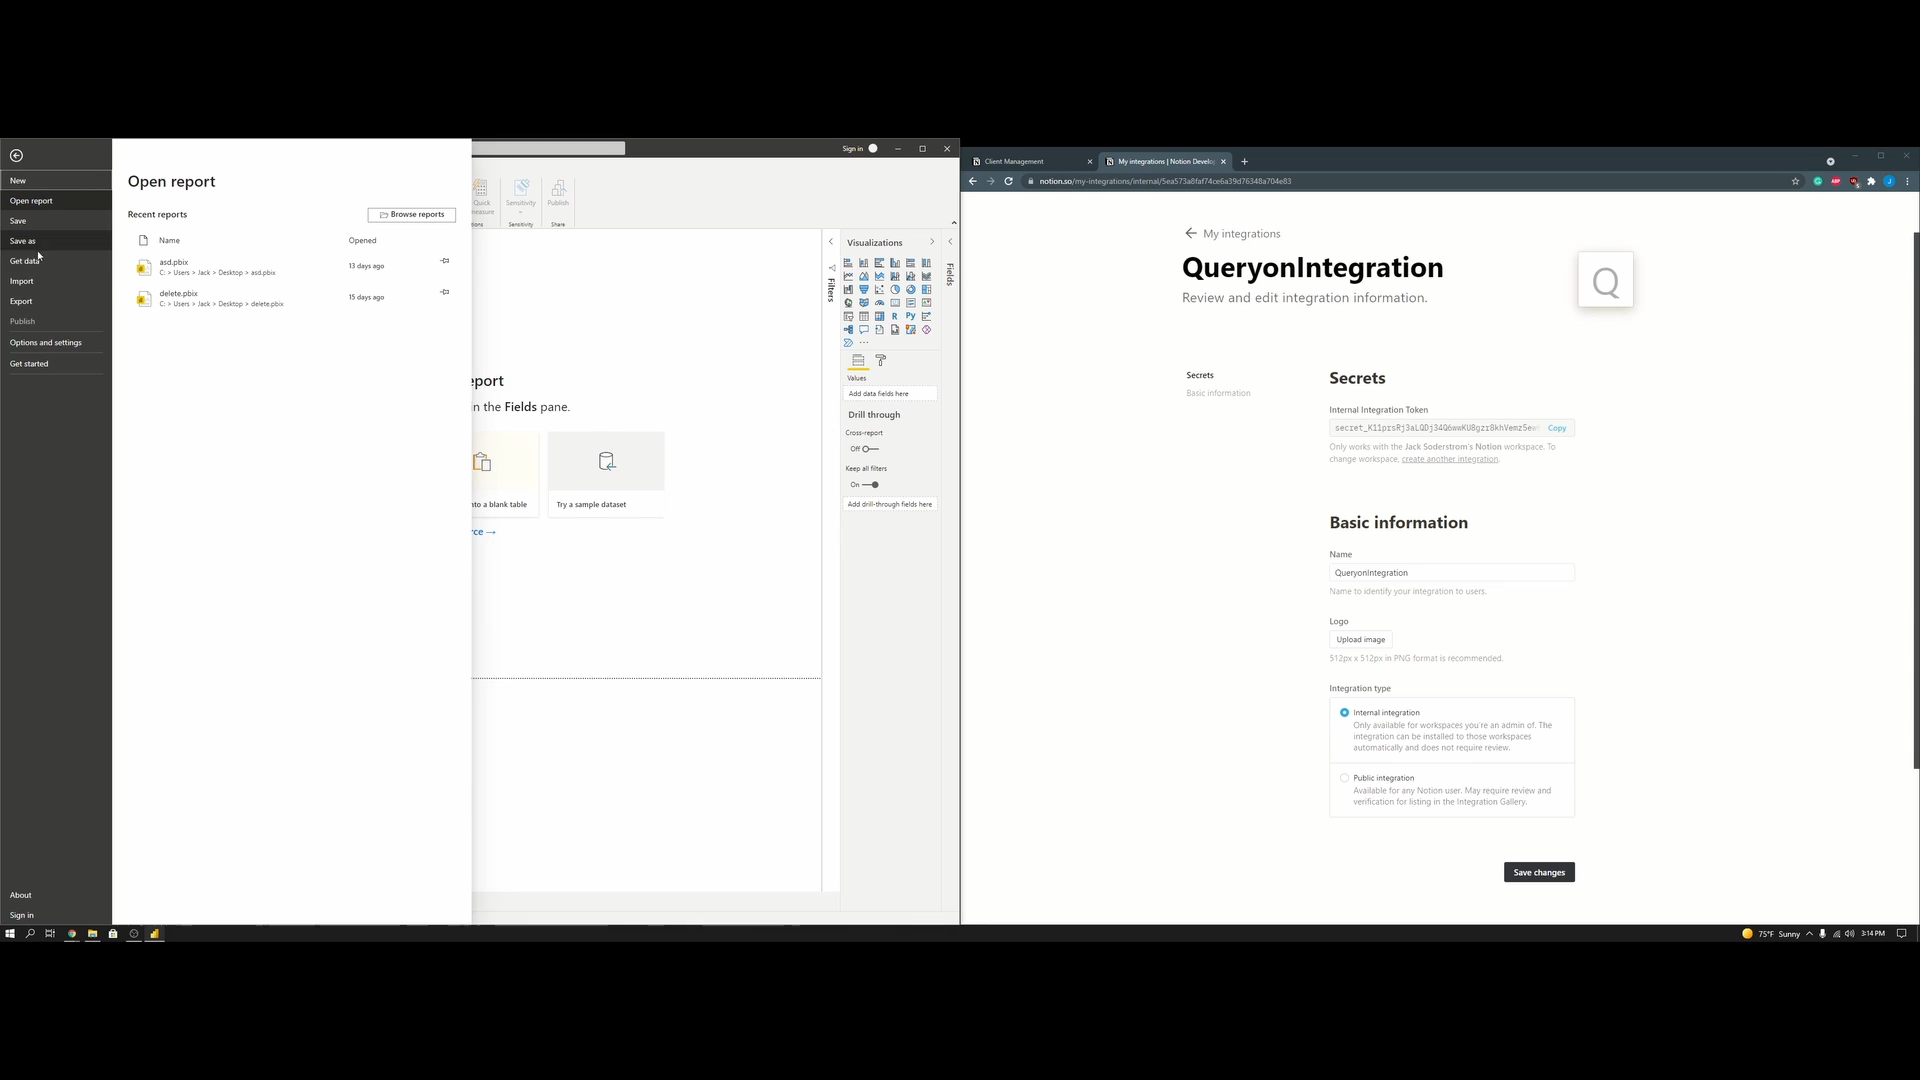 New
Open report
Save
Save as
Get data
Import
Export
Publish
Options and settings
Get started
About
Sign in
Open report
Recent reports
Browse reports
Name
Opened
asd.pbix
C: > Users > Jack > Desktop > asd.pbix
13 days ago
delete.pbix
C: > Users > Jack > Desktop > delete.pbix
15 days ago
Sign in
Quick
measure
Sensitivity
Publish
Sensitivity
Share
eport
n the Fields pane.
nto a blank table
Try a sample dataset
rce →
Filters
Visualizations
Fields
R
Py
Values
Add data fields here
Drill through
Cross-report
Off
Keep all filters
On
Add drill-through fields here
Client Management
My integrations | Notion Develo
notion.so/my-integrations/internal/5ea573a8faf74ce6a39d76348a704e83
My integrations
QueryonIntegration
Review and edit integration information.
Q
Secrets
Basic information
Secrets
Internal Integration Token
Copy
Only works with the Jack Soderstrom's Notion workspace. To
change workspace, create another integration.
Basic information
Name
QueryonIntegration
Name to identify your integration to users.
Logo
Upload image
512px x 512px in PNG format is recommended.
Integration type
Internal integration
Only available for workspaces you're an admin of. The
integration can be installed to those workspaces
automatically and does not require review.
Public integration
Available for any Notion user. May require review and
verification for listing in the Integration Gallery.
Save changes
75°F Sunny
3:14 PM